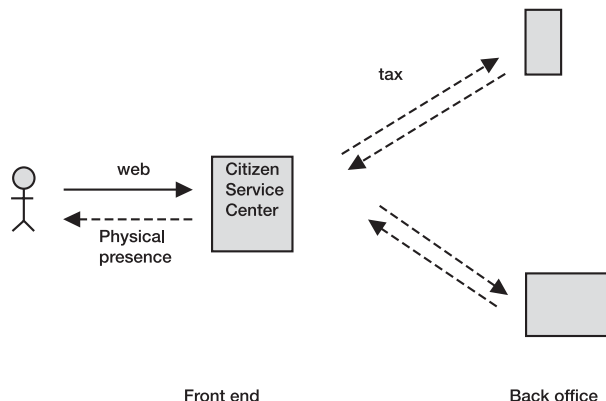 tax
web
Citizen
Service
Center
Physical
presence
Front end
Back office